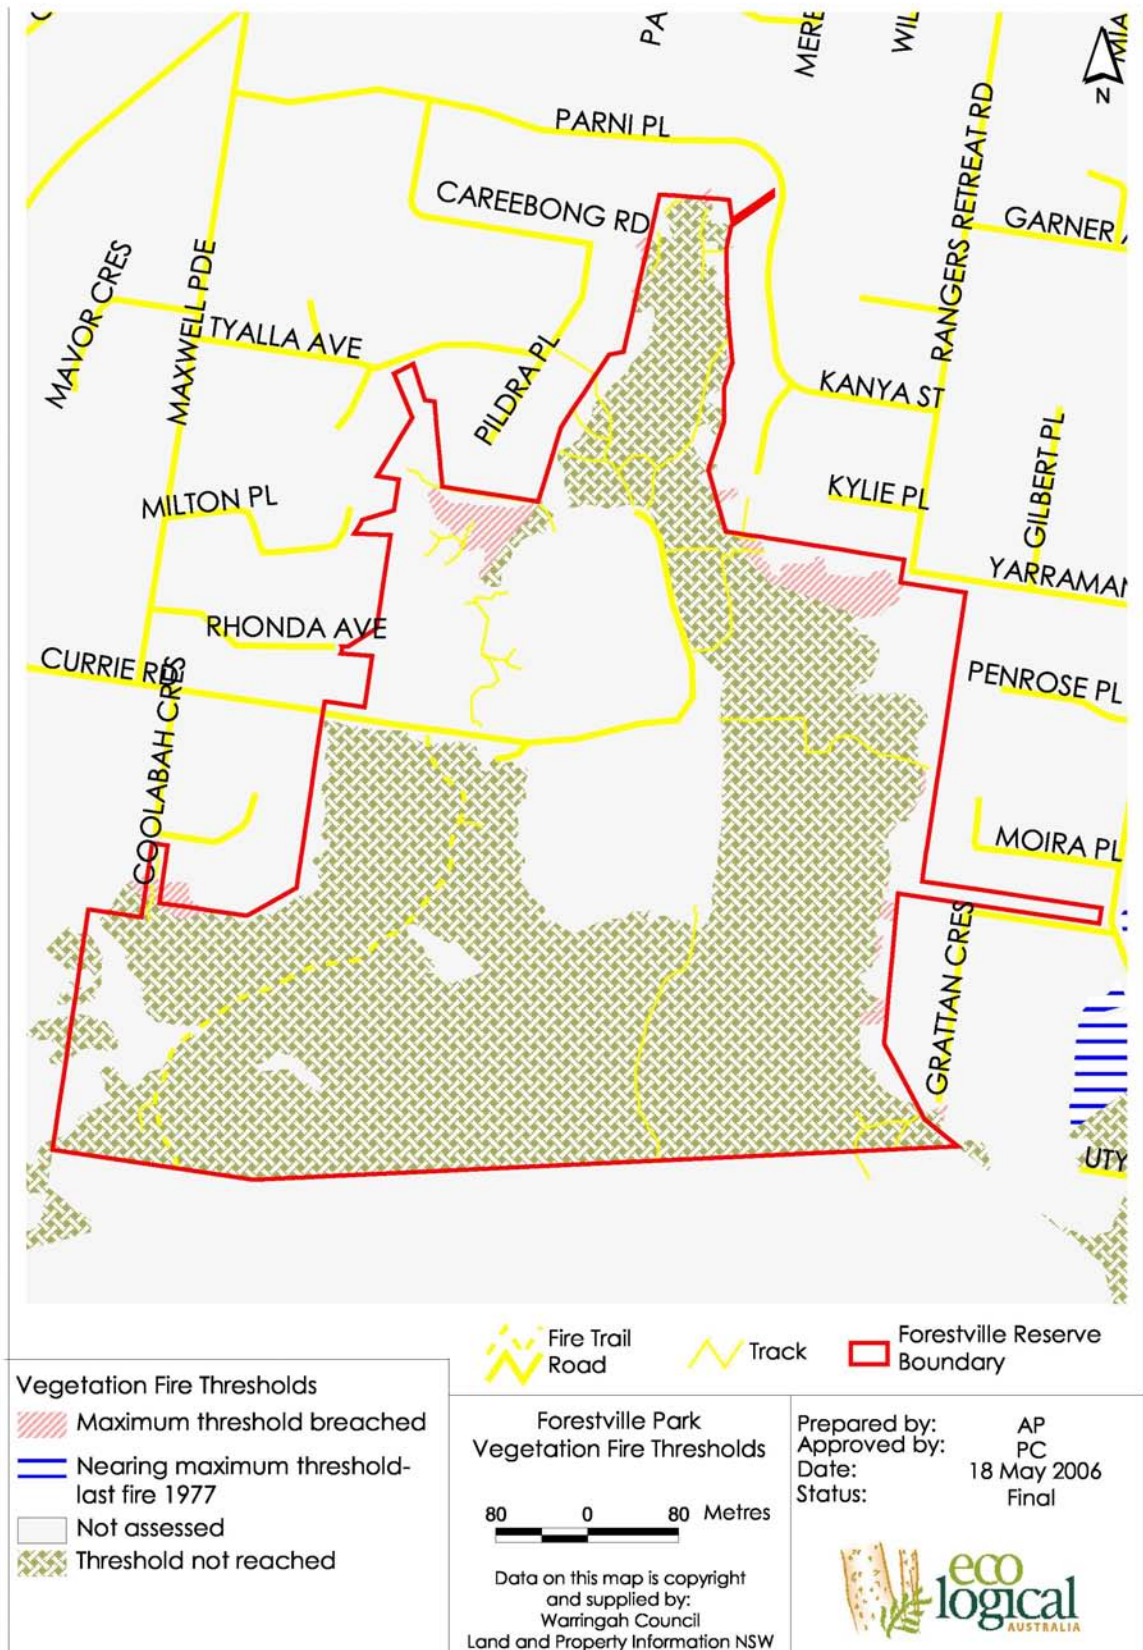 PA
MERE
WIL
MIA
N
PARNI PL
CAREEBONG RD
RANGERS RETREAT RD
GARNER
MAVOR CRES
MAXWELL PDE
TYALLA AVE
PILDRA PL
KANYA ST
KYLIE PL
GILBERT PL
MILTON PL
YARRAMAN
RHONDA AVE
CURRIE RD
COOLABAH CRES
PENROSE PL
MOIRA PL
GRATTAN CRES
UTY
Fire Trail
Road
Track
Forestville Reserve
Boundary
Vegetation Fire Thresholds
Maximum threshold breached
Nearing maximum threshold-
last fire 1977
Not assessed
Threshold not reached
Forestville Park
Vegetation Fire Thresholds
80 0 80 Metres
Data on this map is copyright
and supplied by:
Warringah Council
Land and Property Information NSW
Prepared by: AP
Approved by: PC
Date: 18 May 2006
Status: Final
eco
logical
AUSTRALIA